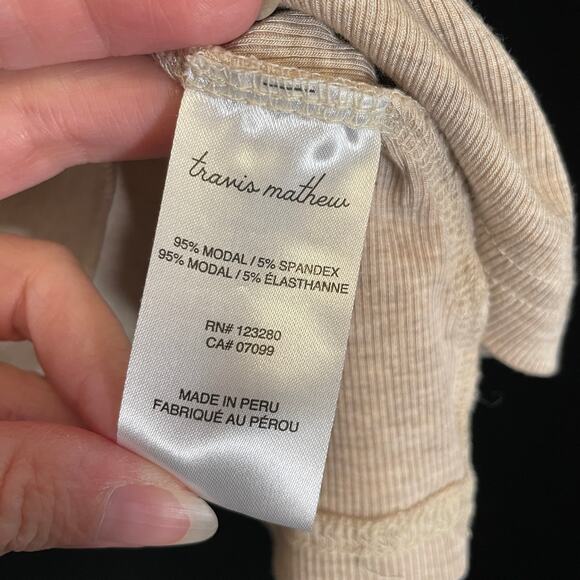 travis mathew
95% MODAL / 5% SPANDEX
95% MODAL / 5% ÉLASTHANNE
RN# 123280
CA# 07099
MADE IN PERU
FABRIQUÉ AU PÉROU